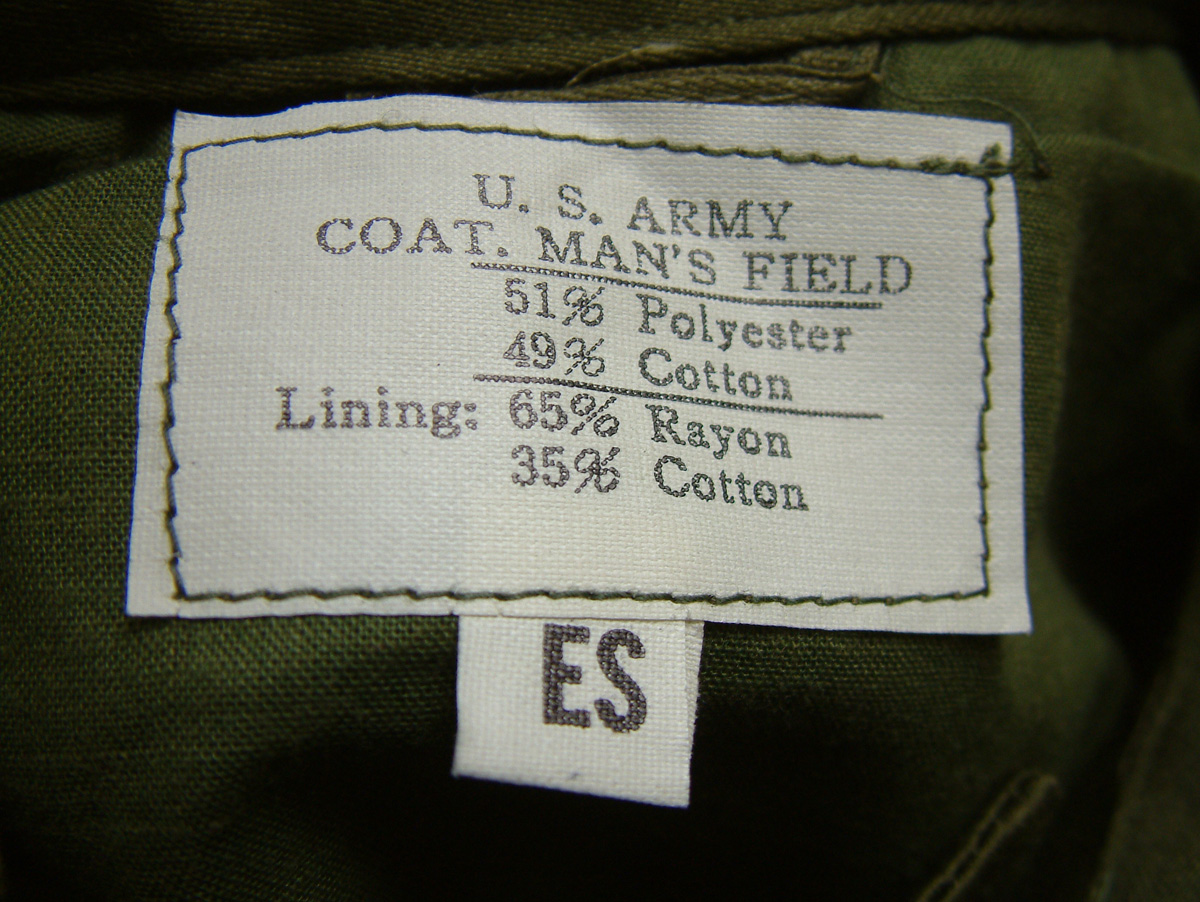 U. S. ARMY
COAT. MAN'S FIELD
51% Polyester
49% Cotton
Lining: 65% Rayon
35% Cotton
ES